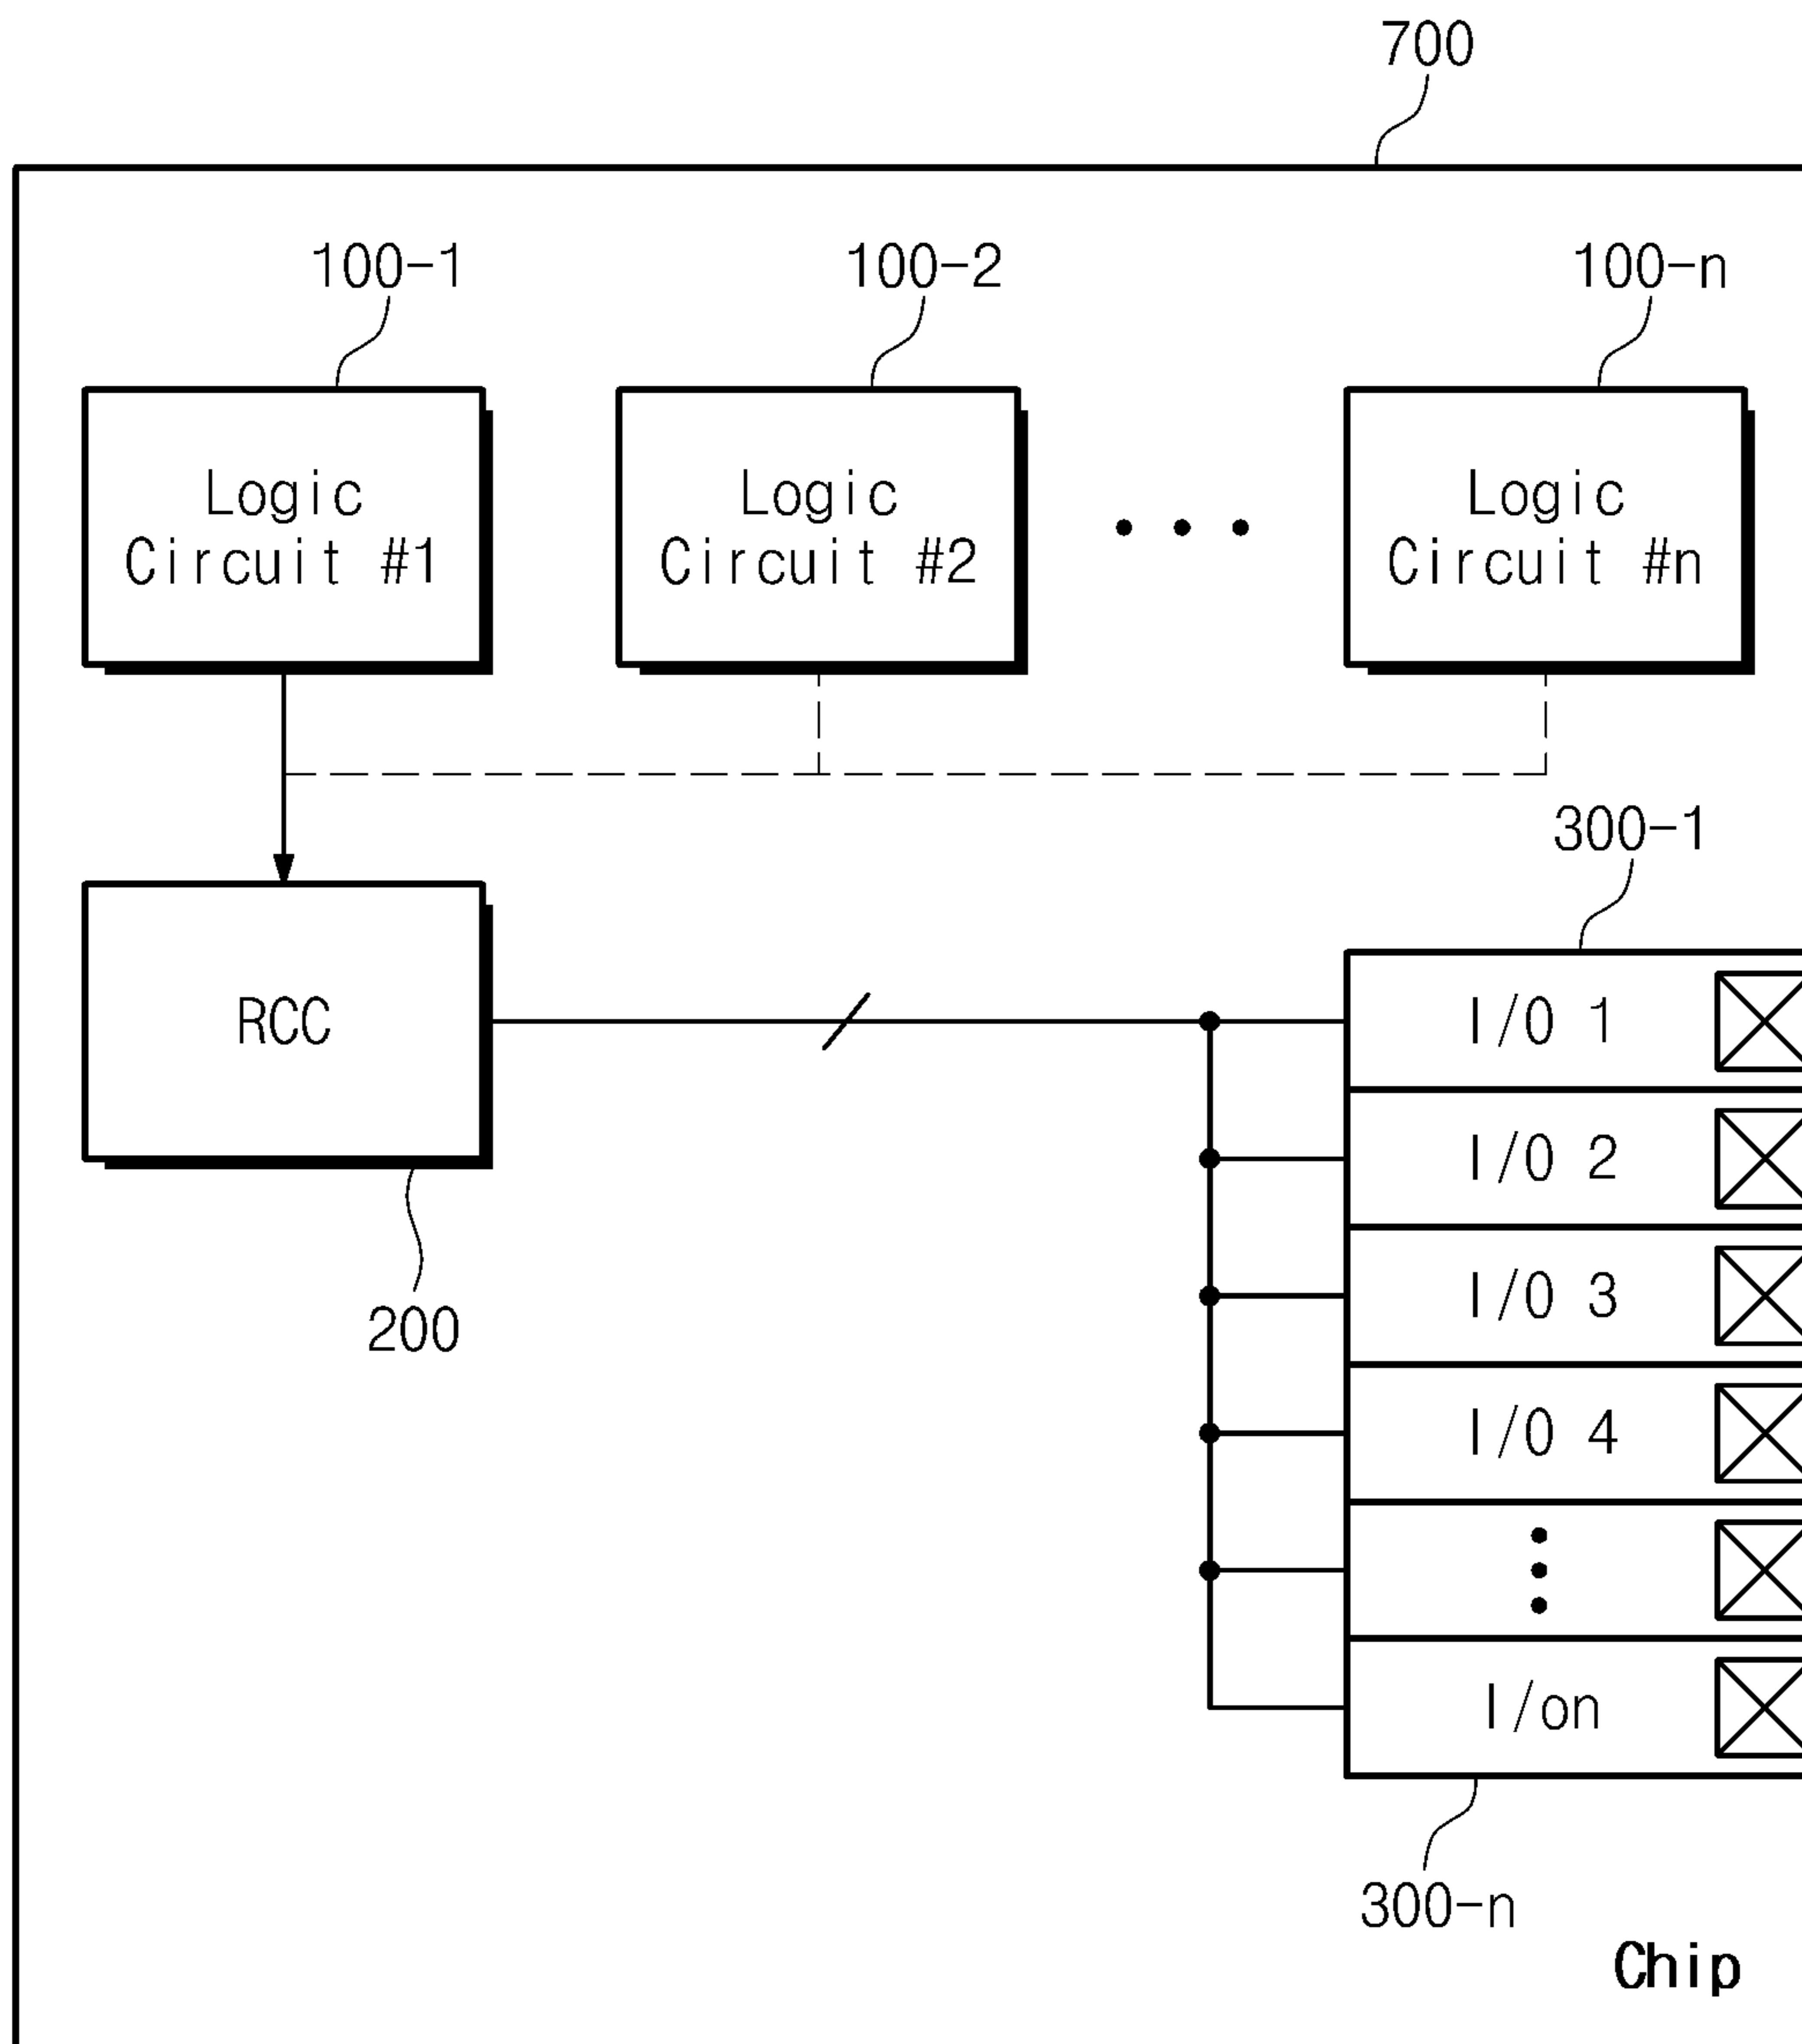 700
100-1
100-2
100-n
Logic
Circuit #1
Logic
Circuit #2
Logic
Circuit #n
300-1
RCC
I/O 1
I/O 2
I/O 3
I/O 4
I/on
200
300-n
Chip